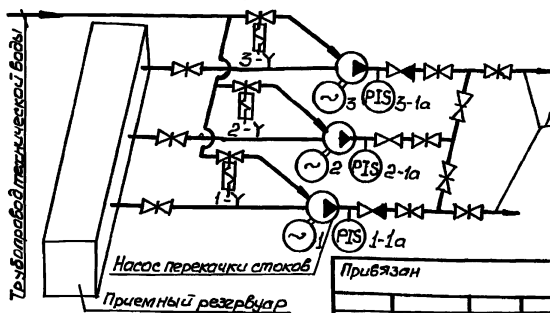 Трубопровод технической воды
3-Y
3
PIS
3-1а
2-Y
2
PIS
2-1а
1-Y
1
PIS
1-1а
Насос перекачки стоков
Приемный резервуар
Привязан